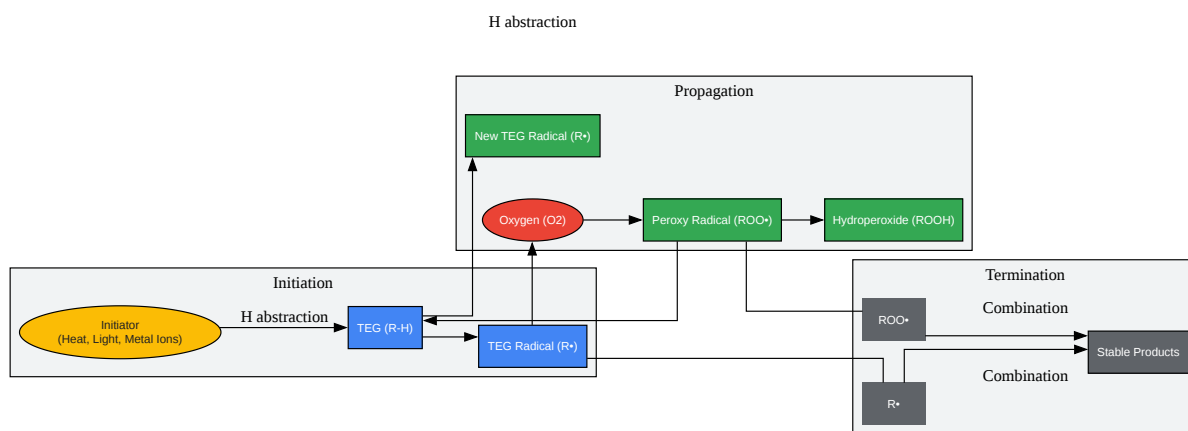 H abstraction
Propagation
New TEG Radical (R•)
Oxygen (O2)
Peroxy Radical (ROO•)
Hydroperoxide (ROOH)
Initiation
Initiator
(Heat, Light, Metal Ions)
H abstraction
TEG (R-H)
TEG Radical (R•)
Termination
Combination
ROO•
Stable Products
Combination
R•